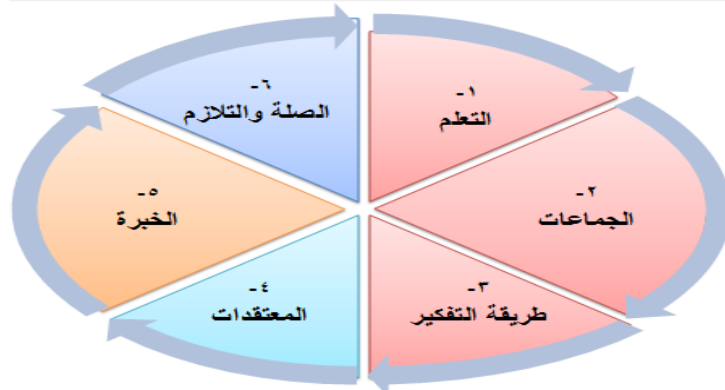 ١-
التعلم
٢-
الجماعات
٣-
طريقة التفكير
٤-
المعتقدات
٥-
الخبرة
٦-
الصلة والتلازم